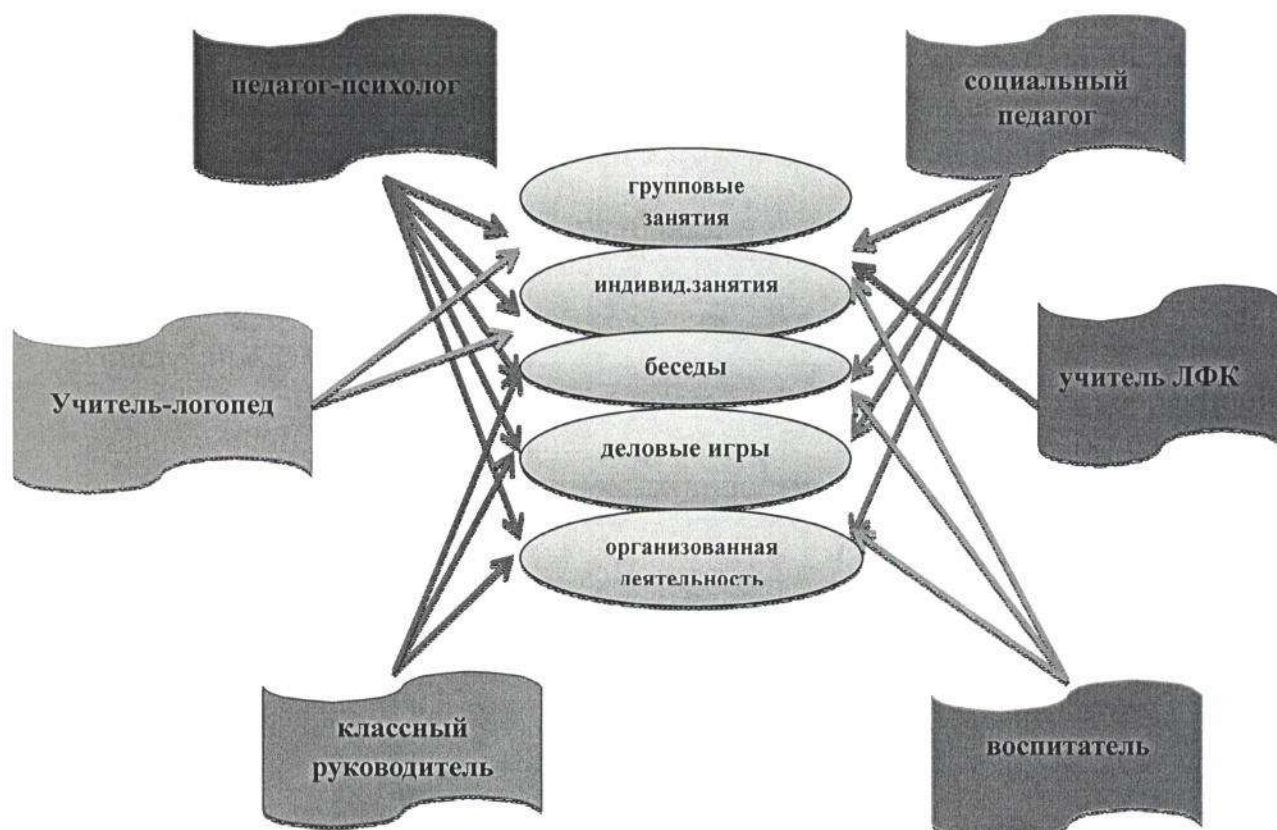 педагог-психолог
социальный
педагог
групповые
занятия
индивид.занятия
беседы
Учитель-логопед
учитель ЛФК
деловые игры
организованная
деятельность
классный
руководитель
воспитатель